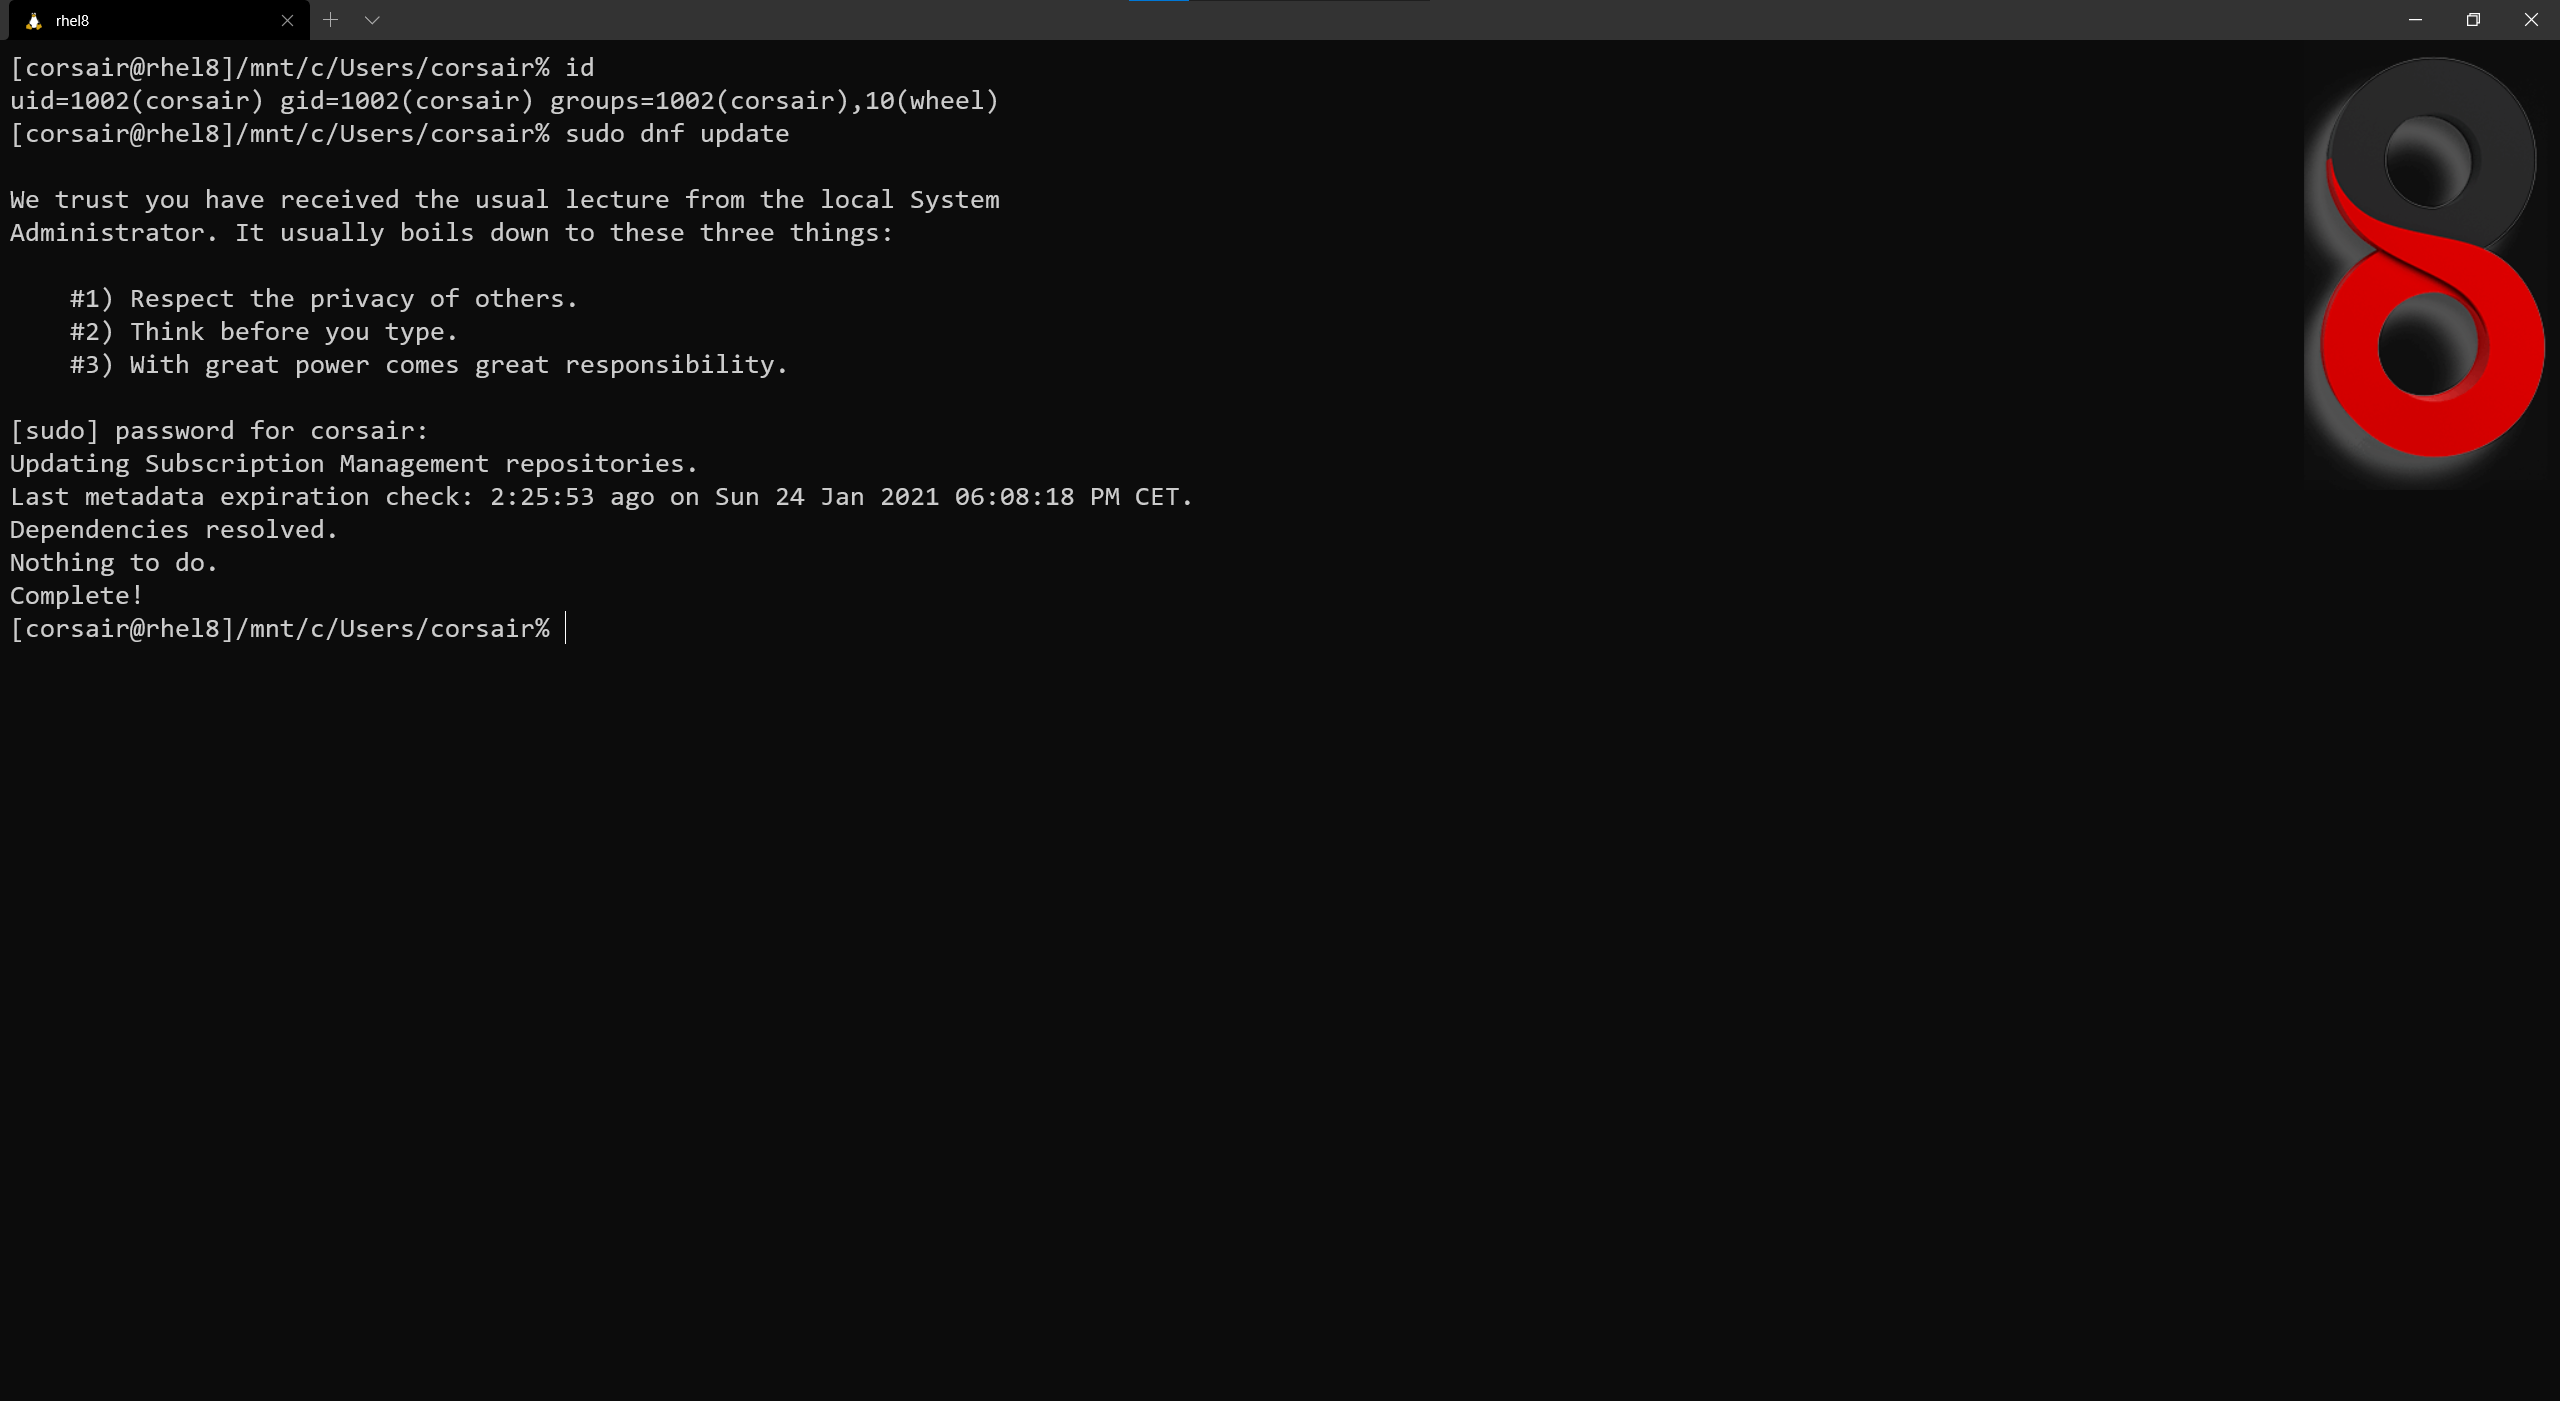 rhel8
[corsair@rhel8]/mnt/c/Users/corsair% id
uid=1002(corsair) gid=1002(corsair) groups=1002(corsair),10(wheel)
[corsair@rhel8]/mnt/c/Users/corsair% sudo dnf update
We trust you have received the usual lecture from the local System
Administrator. It usually boils down to these three things:
#1) Respect the privacy of others.
#2) Think before you type.
#3) With great power comes great responsibility.
[sudo] password for corsair:
Updating Subscription Management repositories.
Last metadata expiration check: 2:25:53 ago on Sun 24 Jan 2021 06:08:18 PM CET.
Dependencies resolved.
Nothing to do.
Complete!
[corsair@rhel8]/mnt/c/Users/corsair%
8